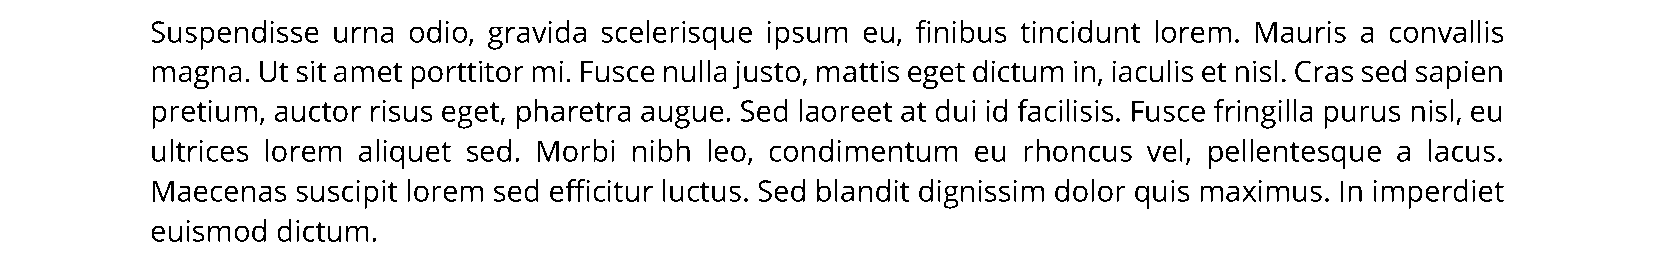 Suspendisse urna odio, gravida scelerisque ipsum eu, finibus tincidunt lorem. Mauris a convallis
magna. Ut sit amet porttitor mi. Fusce nulla justo, mattis eget dictum in, iaculis et nisl. Cras sed sapien
pretium, auctor risus eget, pharetra augue. Sed laoreet at dui id facilisis. Fusce fringilla purus nisl, eu
ultrices lorem aliquet sed. Morbi nibh leo, condimentum eu rhoncus vel, pellentesque a lacus.
Maecenas suscipit lorem sed efficitur luctus. Sed blandit dignissim dolor quis maximus. In imperdiet
euismod dictum.